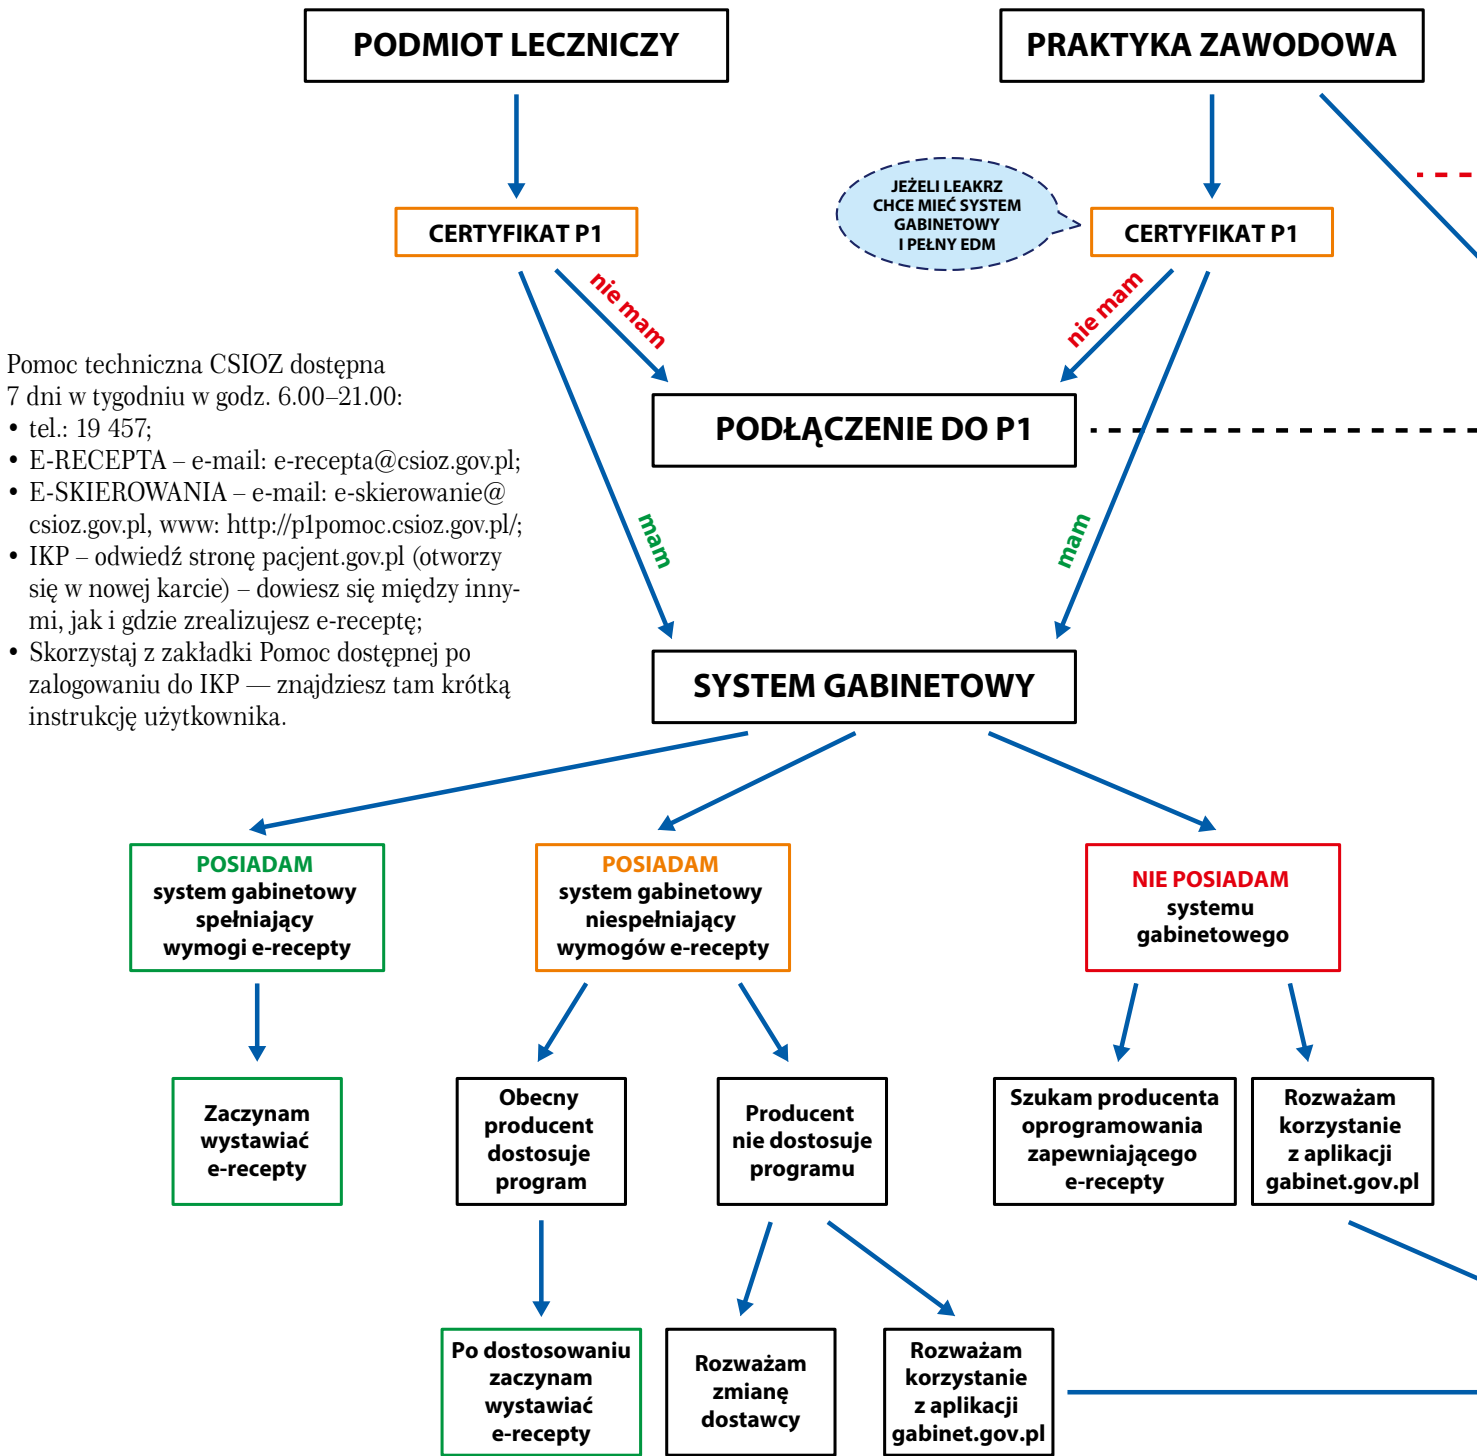 PODMIOT LECZNICZY
PRAKTYKA ZAWODOWA
JEŻELI LEAKRZ
CHCE MIEĆ SYSTEM
GABINETOWY
I PEŁNY EDM
CERTYFIKAT P1
CERTYFIKAT P1
nie mam
nie mam
Pomoc techniczna CSIOZ dostępna
7 dni w tygodniu w godz. 6.00–21.00:
• tel.: 19 457;
• E-RECEPTA – e-mail: e-recepta@csioz.gov.pl;
• E-SKIEROWANIA – e-mail: e-skierowanie@
csioz.gov.pl, www: http://p1pomoc.csioz.gov.pl/;
• IKP – odwiedź stronę pacjent.gov.pl (otworzy
się w nowej karcie) – dowiesz się między inny-
mi, jak i gdzie zrealizujesz e-receptę;
• Skorzystaj z zakładki Pomoc dostępnej po
zalogowaniu do IKP — znajdziesz tam krótką
instrukcję użytkownika.
PODŁĄCZENIE DO P1
mam
mam
SYSTEM GABINETOWY
POSIADAM
system gabinetowy
spełniający
wymogi e-recepty
POSIADAM
system gabinetowy
niespełniający
wymogów e-recepty
NIE POSIADAM
systemu
gabinetowego
Zaczynam
wystawiać
e-recepty
Obecny
producent
dostosuje
program
Producent
nie dostosuje
programu
Szukam producenta
oprogramowania
zapewniającego
e-recepty
Rozważam
korzystanie
z aplikacji
gabinet.gov.pl
Po dostosowaniu
zaczynam
wystawiać
e-recepty
Rozważam
zmianę
dostawcy
Rozważam
korzystanie
z aplikacji
gabinet.gov.pl